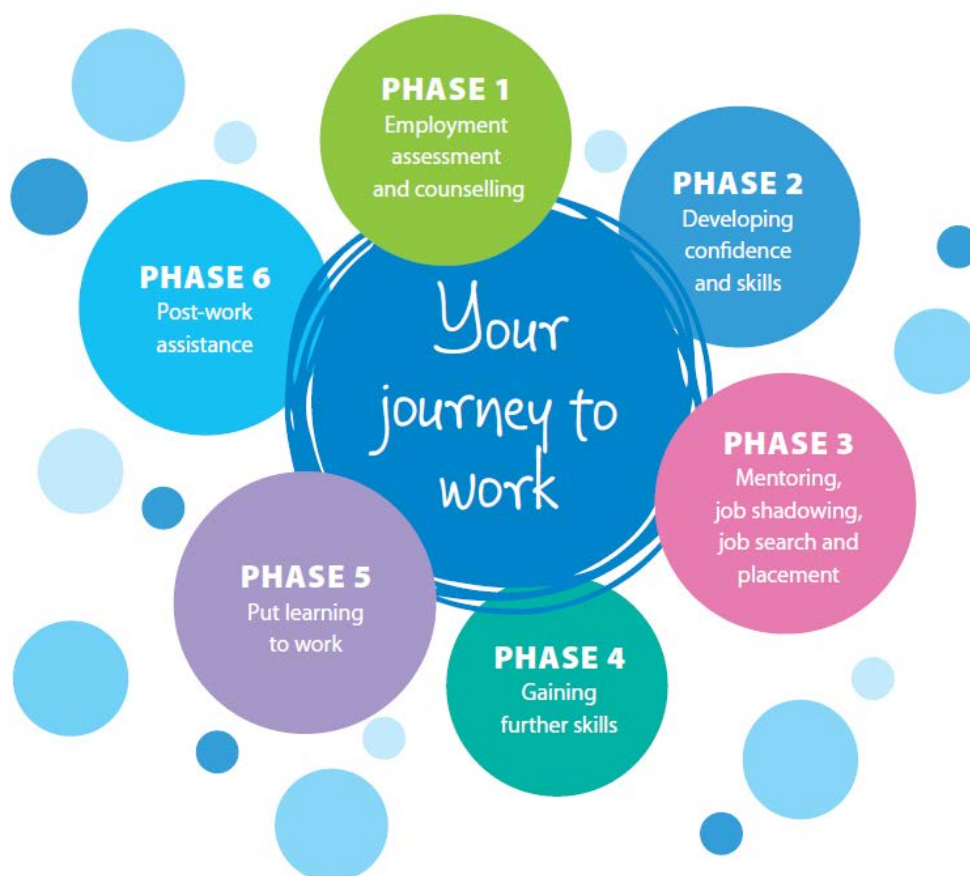 Your
journey to
work
PHASE 1
Employment
assessment
and counselling
PHASE 2
Developing
confidence
and skills
PHASE 3
Mentoring,
job shadowing,
job search and
placement
PHASE 4
Gaining
further skills
PHASE 5
Put learning
to work
PHASE 6
Post-work
assistance